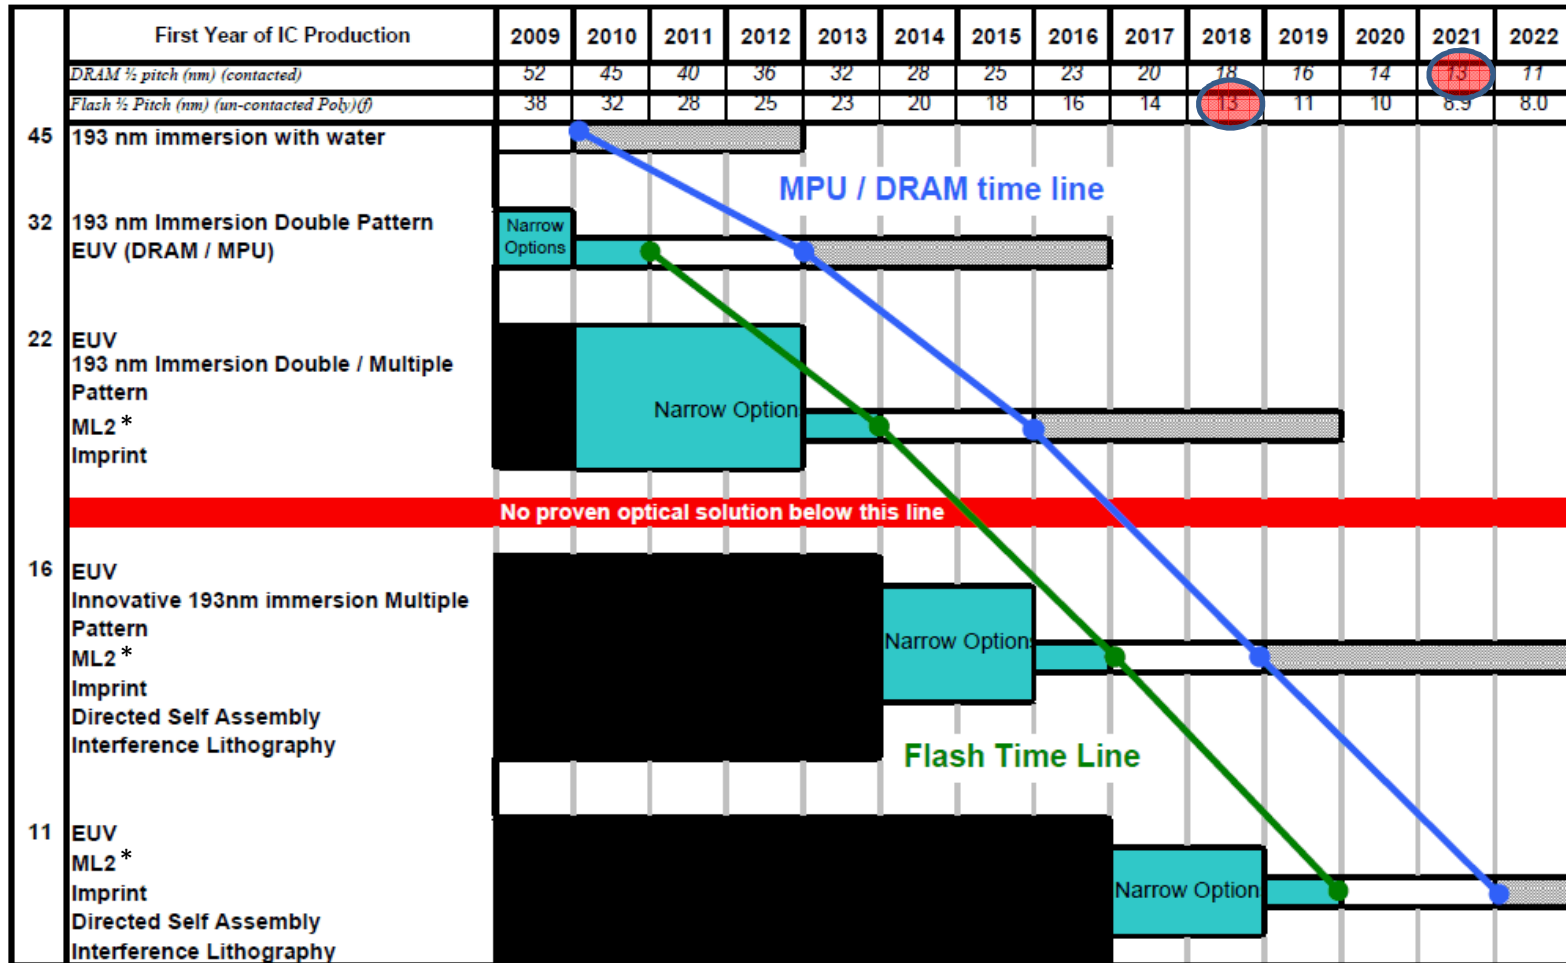 First Year of IC Production 2009 2010 2011 2012 2013 2014 2015 2016 2017 2018 2019 2020 2021 2022
DRAM ½ pitch (nm) (contacted) 52 45 40 36 32 28 25 23 20 18 16 14 13 11
Flash ½ Pitch (nm) (un-contacted Poly)(f) 38 32 28 25 23 20 18 16 14 13 11 10 8.9 8.0
45 193 nm immersion with water
MPU / DRAM time line
32 193 nm Immersion Double Pattern
EUV (DRAM / MPU)
Narrow
Options
22 EUV
193 nm Immersion Double / Multiple
Pattern
ML2 *
Imprint
Narrow Option
No proven optical solution below this line
16 EUV
Innovative 193nm immersion Multiple
Pattern
ML2 *
Imprint
Directed Self Assembly
Interference Lithography
Narrow Options
Flash Time Line
11 EUV
ML2 *
Imprint
Directed Self Assembly
Interference Lithography
Narrow Option